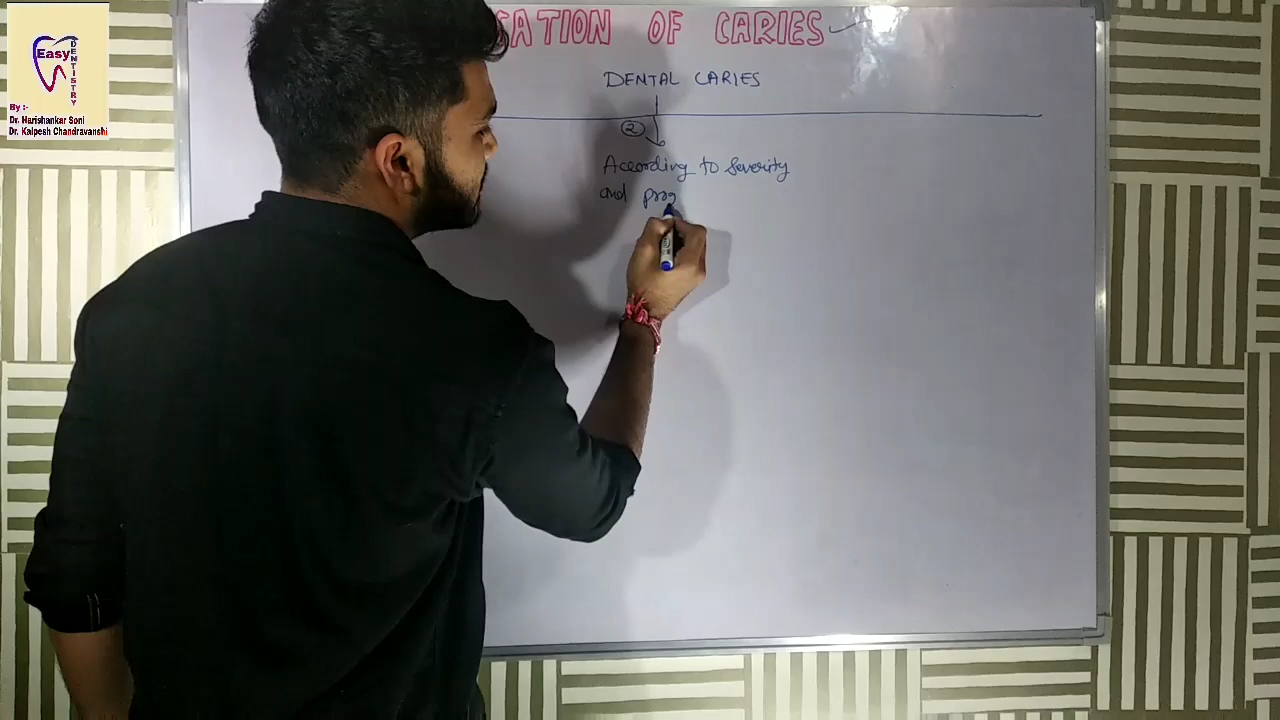 Easy
DENTISTRY
By :-
Dr. Harishankar Soni
Dr. Kalpesh Chandravanshi
SATION OF CARIES
DENTAL CARIES
2
According to Severity
and prog